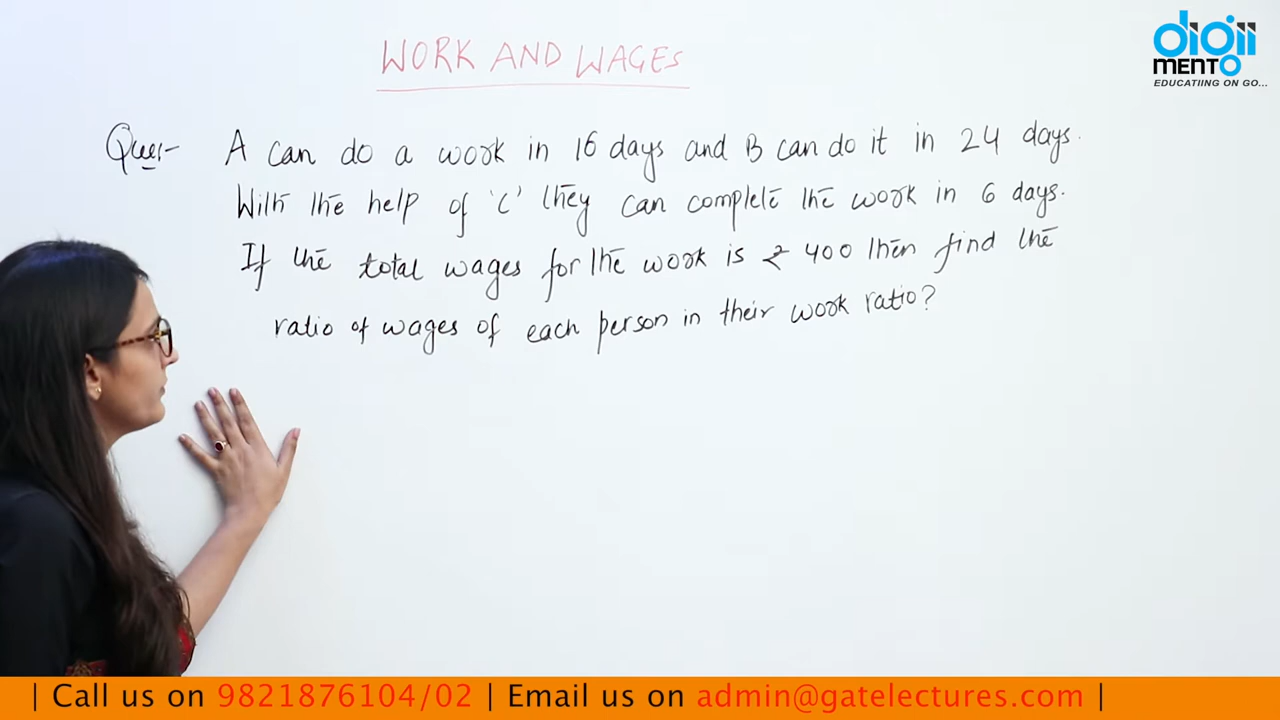 WORK AND WAGES
digii
MENTO
EDUCATIING ON GO...
Ques- A can do a work in 16 days and B can do it in 24 days.
With the help of 'C' they can complete the work in 6 days.
If the total wages for the work is ₹ 400 then find the
ratio of wages of each person in their work ratio?
| Call us on 9821876104/02 | Email us on admin@gatelectures.com |